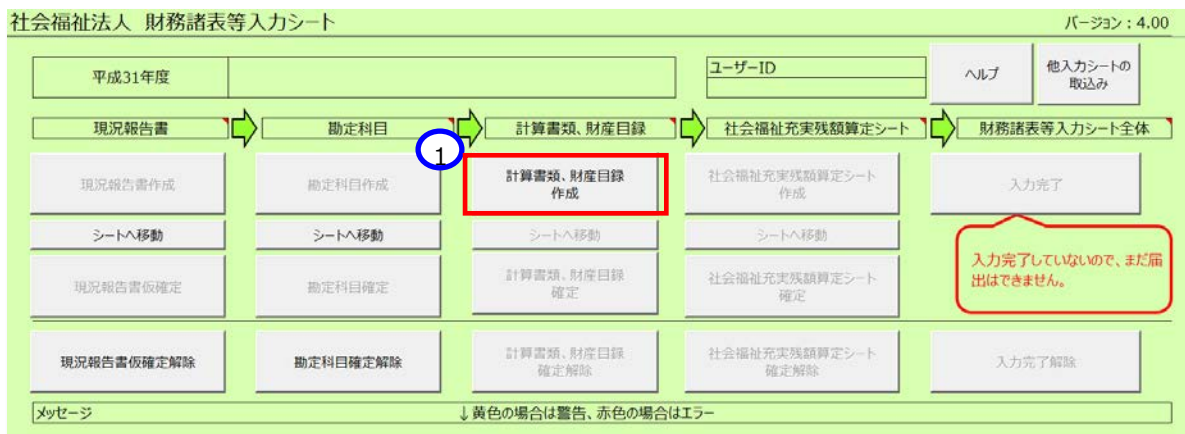 社会福祉法人 財務諸表等入力シート
バージョン：4.00
平成31年度
ユーザーID
ヘルプ
他入力シートの
取込み
現況報告書
勘定科目
計算書類、財産目録
社会福祉充実残額算定シート
財務諸表等入力シート全体
1
現況報告書作成
勘定科目作成
計算書類、財産目録
作成
社会福祉充実残額算定シート
作成
入力完了
シートへ移動
シートへ移動
シートへ移動
シートへ移動
入力完了していないので、まだ届
出はできません。
現況報告書仮確定
勘定科目確定
計算書類、財産目録
確定
社会福祉充実残額算定シート
確定
現況報告書仮確定解除
勘定科目確定解除
計算書類、財産目録
確定解除
社会福祉充実残額算定シート
確定解除
入力完了解除
メッセージ
↓黄色の場合は警告、赤色の場合はエラー